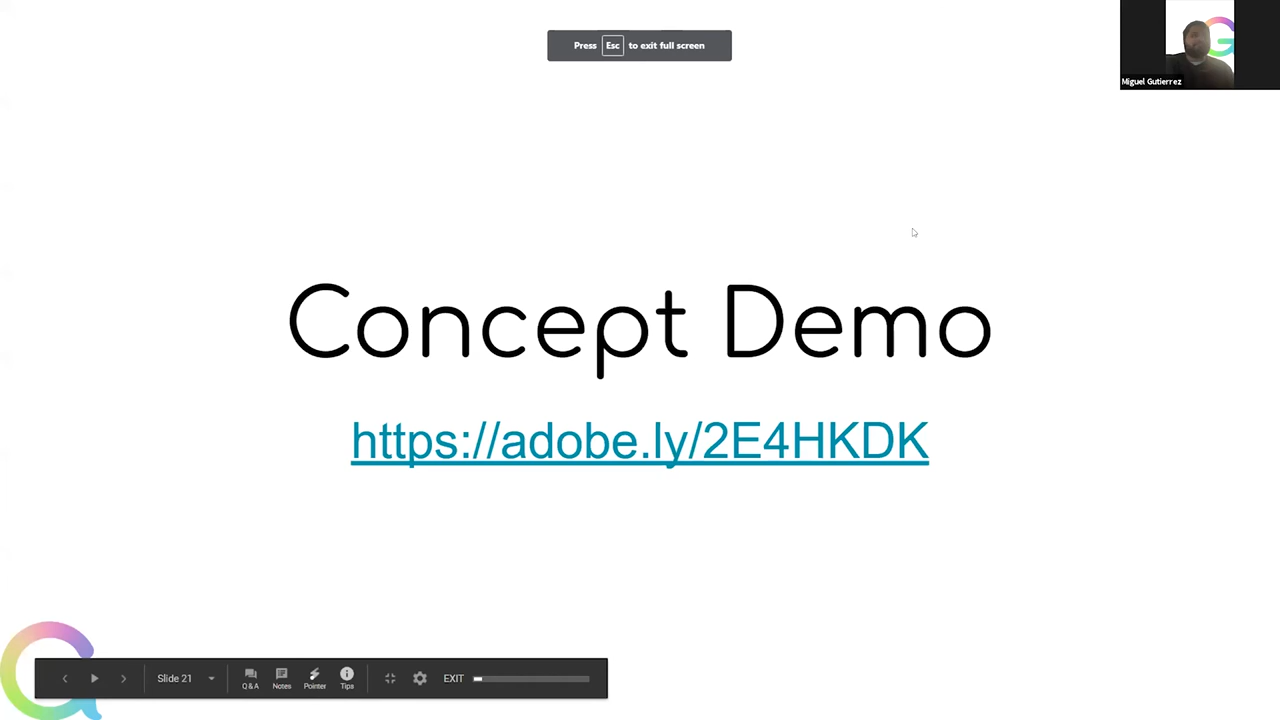 Press Esc to exit full screen
Miguel Gutierrez
Concept Demo
https://adobe.ly/2E4HKDK
Slide 21
Q & A
Notes
Pointer
Tips
EXIT